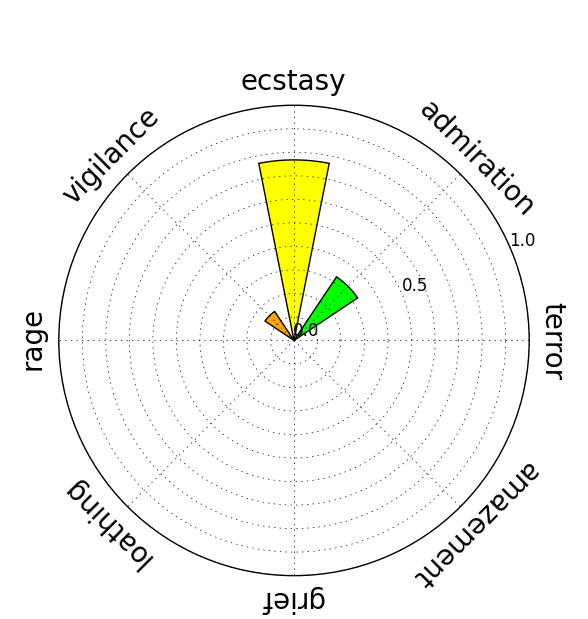 ecstasy
admiration
vigilance
1.0
0.5
0.0
rage
terror
loathing
amazement
grief